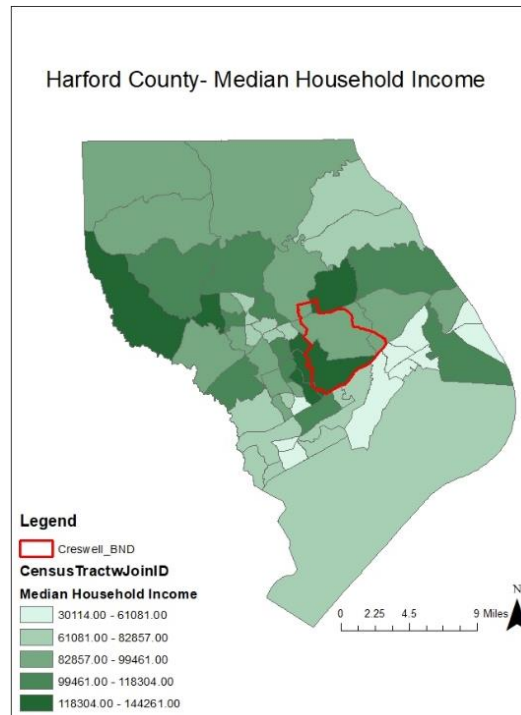 Harford County- Median Household Income
Legend
Creswell_BND
CensusTractwJoinID
Median Household Income
30114.00 - 61081.00
61081.00 - 82857.00
82857.00 - 99461.00
99461.00 - 118304.00
118304.00 - 144261.00
N
0 2.25 4.5 9 Miles